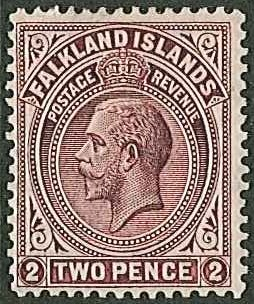 FALKLAND ISLANDS
POSTAGE REVENUE
2 TWO PENCE 2